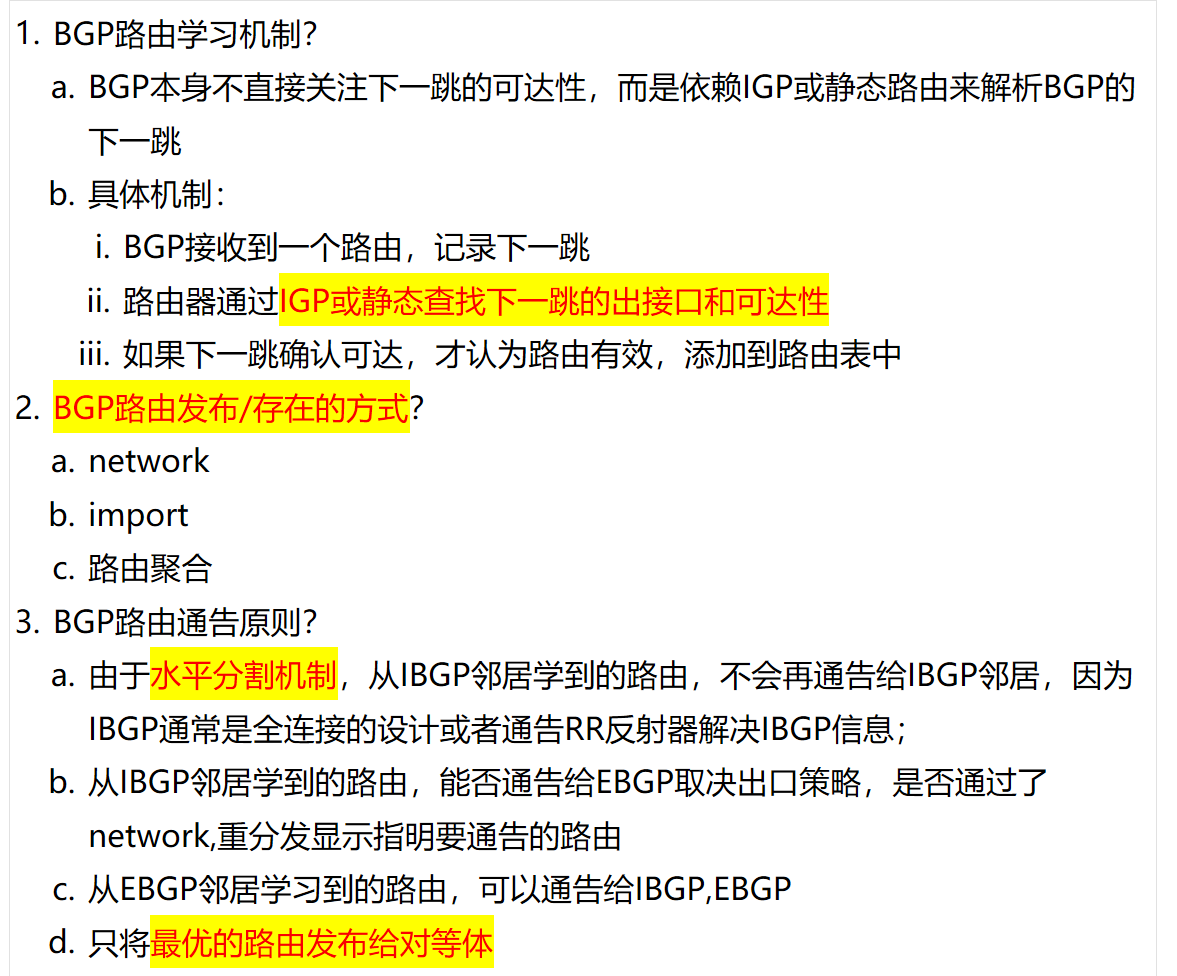 1. BGP路由学习机制？
a. BGP本身不直接关注下一跳的可达性，而是依赖IGP或静态路由来解析BGP的
下一跳
b. 具体机制：
i. BGP接收到一个路由，记录下一跳
ii. 路由器通过IGP或静态查找下一跳的出接口和可达性
iii. 如果下一跳确认可达，才认为路由有效，添加到路由表中
2. BGP路由发布/存在的方式？
a. network
b. import
c. 路由聚合
3. BGP路由通告原则？
a. 由于水平分割机制，从IBGP邻居学到的路由，不会再通告给IBGP邻居，因为
IBGP通常是全连接的设计或者通告RR反射器解决IBGP信息；
b. 从IBGP邻居学到的路由，能否通告给EBGP取决出口策略，是否通过了
network,重分发显示指明要通告的路由
c. 从EBGP邻居学习到的路由，可以通告给IBGP,EBGP
d. 只将最优的路由发布给对等体